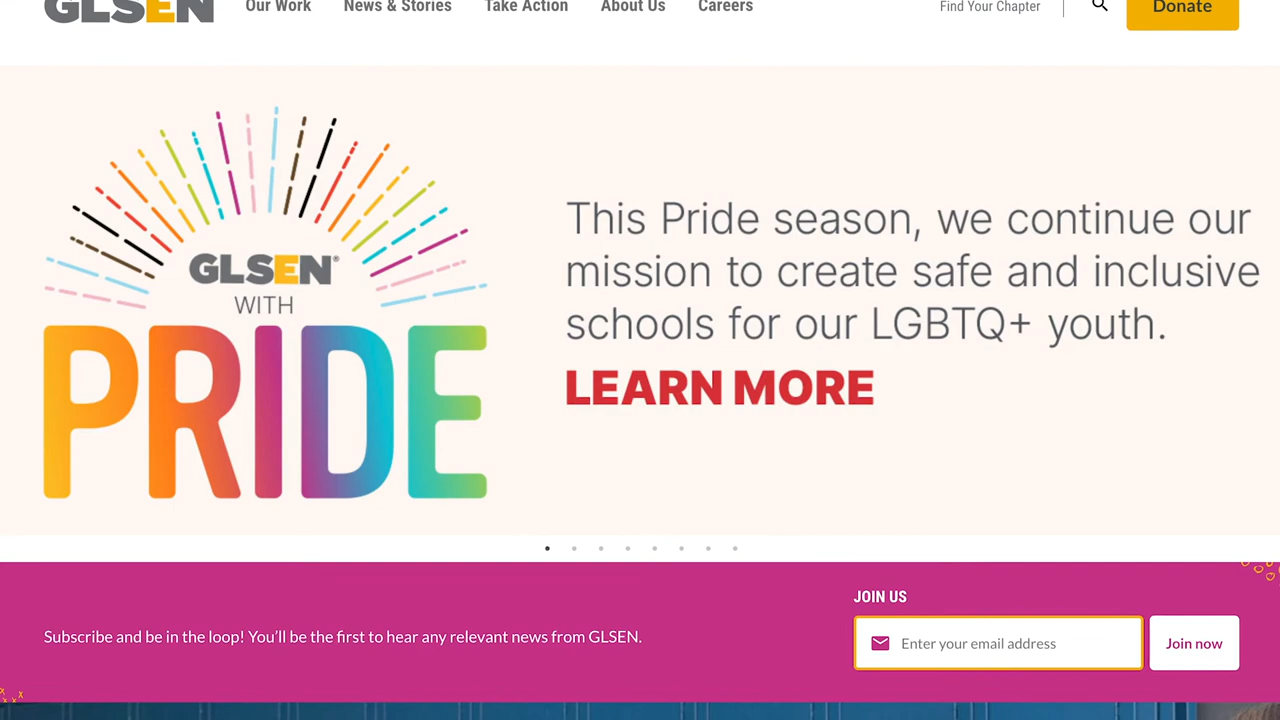 GLSEN
Our Work
News & Stories
Take Action
About Us
Careers
Find Your Chapter
Donate
GLSEN®
WITH
PRIDE
This Pride season, we continue our
mission to create safe and inclusive
schools for our LGBTQ+ youth.
LEARN MORE
JOIN US
Subscribe and be in the loop! You’ll be the first to hear any relevant news from GLSEN.
Enter your email address
Join now